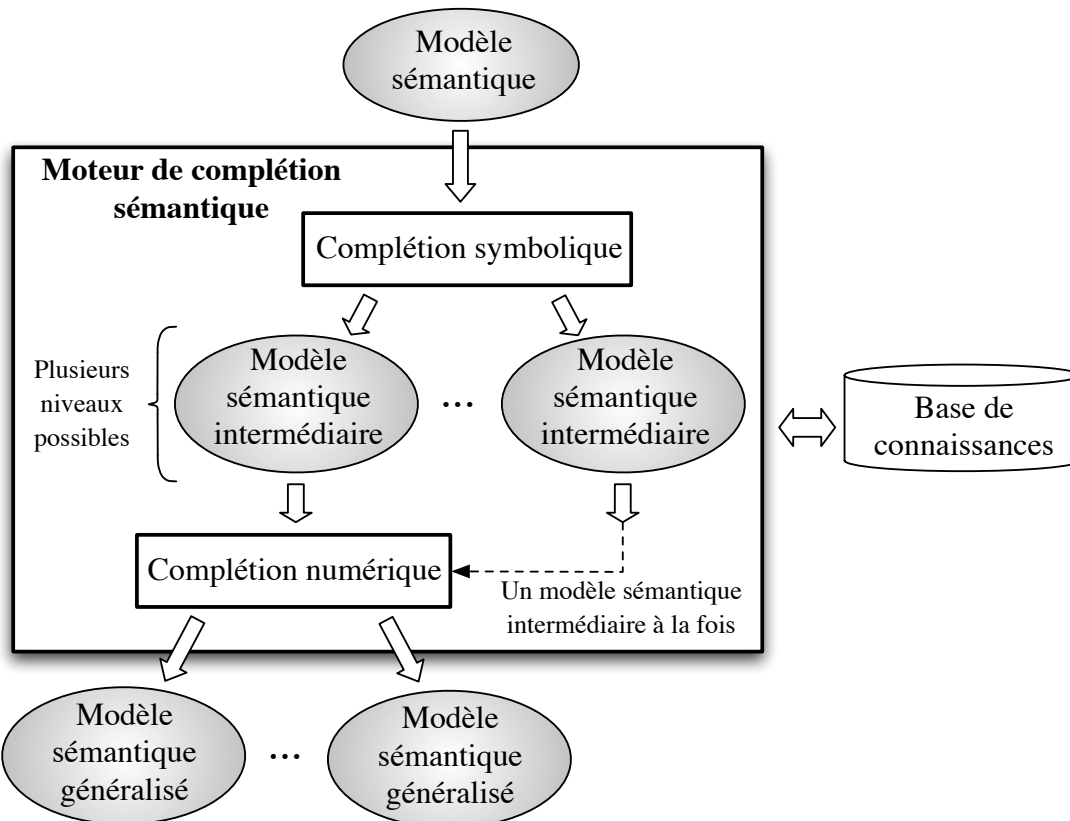 Modèle
sémantique
Moteur de complétion
sémantique
Complétion symbolique
Plusieurs
niveaux
possibles
Modèle
sémantique
intermédiaire
...
Modèle
sémantique
intermédiaire
Base de
connaissances
Complétion numérique
Un modèle sémantique
intermédiaire à la fois
Modèle
sémantique
généralisé
...
Modèle
sémantique
généralisé